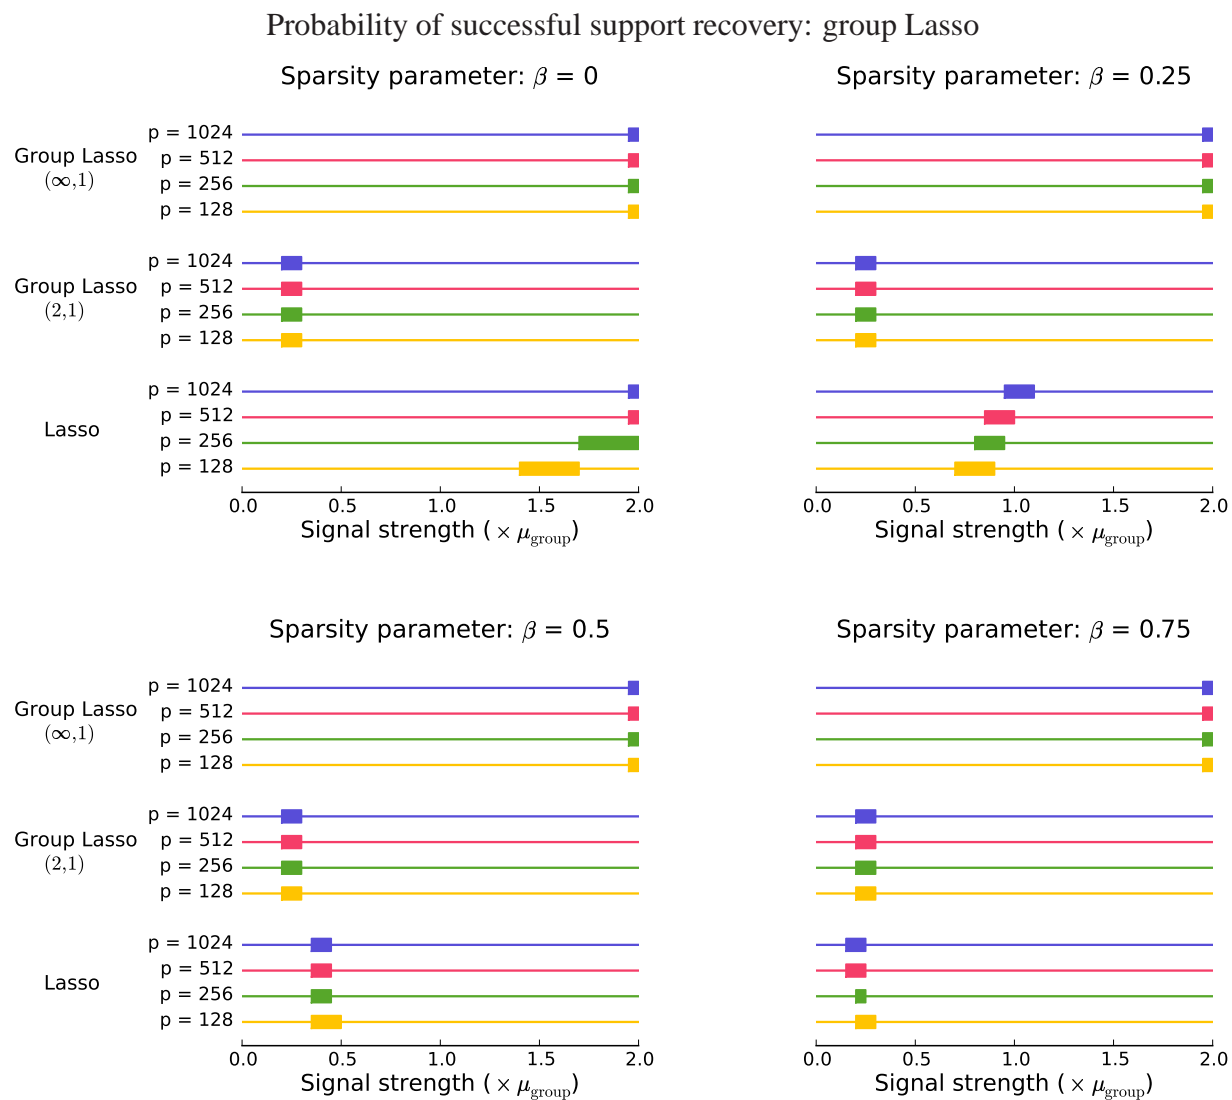 Probability of successful support recovery: group Lasso
Sparsity parameter: β = 0
Group Lasso
(∞,1)
p = 1024
p = 512
p = 256
p = 128
Group Lasso
(2,1)
p = 1024
p = 512
p = 256
p = 128
Lasso
p = 1024
p = 512
p = 256
p = 128
0.0 0.5 1.0 1.5 2.0
Signal strength ( × μgroup)
Sparsity parameter: β = 0.25
0.0 0.5 1.0 1.5 2.0
Signal strength ( × μgroup)
Sparsity parameter: β = 0.5
Group Lasso
(∞,1)
p = 1024
p = 512
p = 256
p = 128
Group Lasso
(2,1)
p = 1024
p = 512
p = 256
p = 128
Lasso
p = 1024
p = 512
p = 256
p = 128
0.0 0.5 1.0 1.5 2.0
Signal strength ( × μgroup)
Sparsity parameter: β = 0.75
0.0 0.5 1.0 1.5 2.0
Signal strength ( × μgroup)